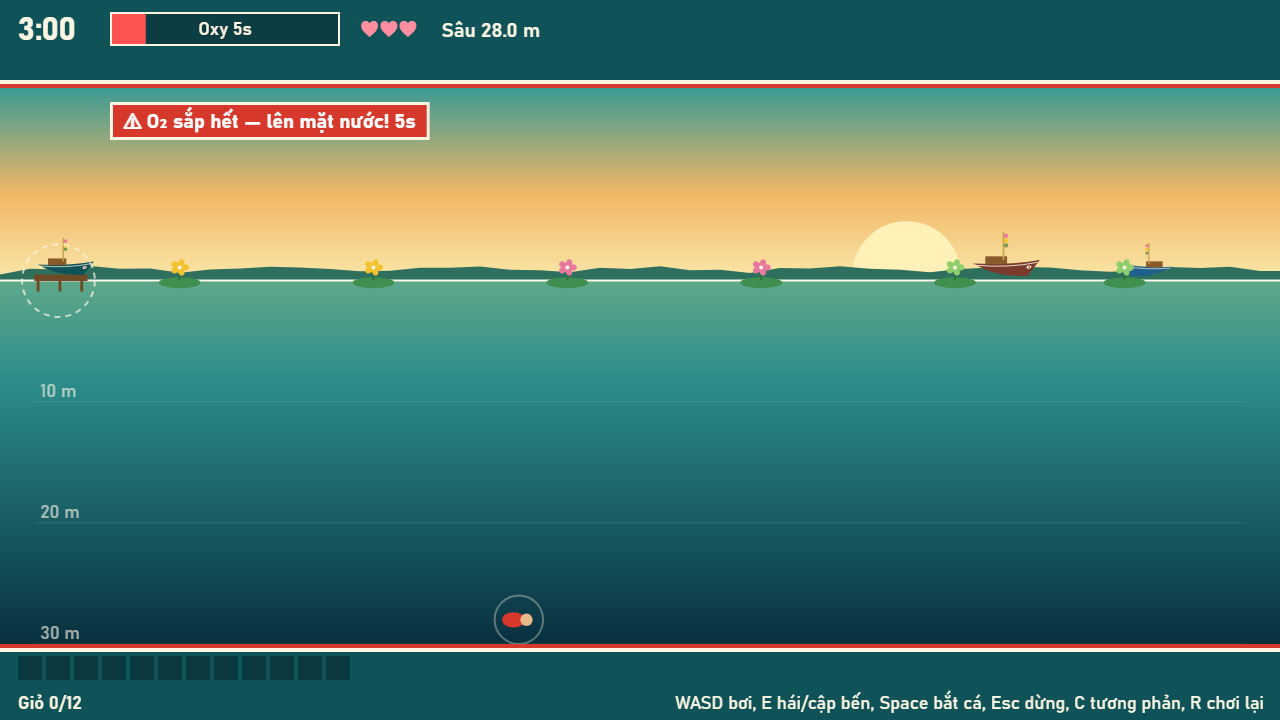 3:00
Oxy 5s
Sâu 28.0 m
⚠ O₂ sắp hết — lên mặt nước! 5s
10 m
20 m
30 m
Giỏ 0/12
WASD bơi, E hái/cập bến, Space bắt cá, Esc dừng, C tương phản, R chơi lại